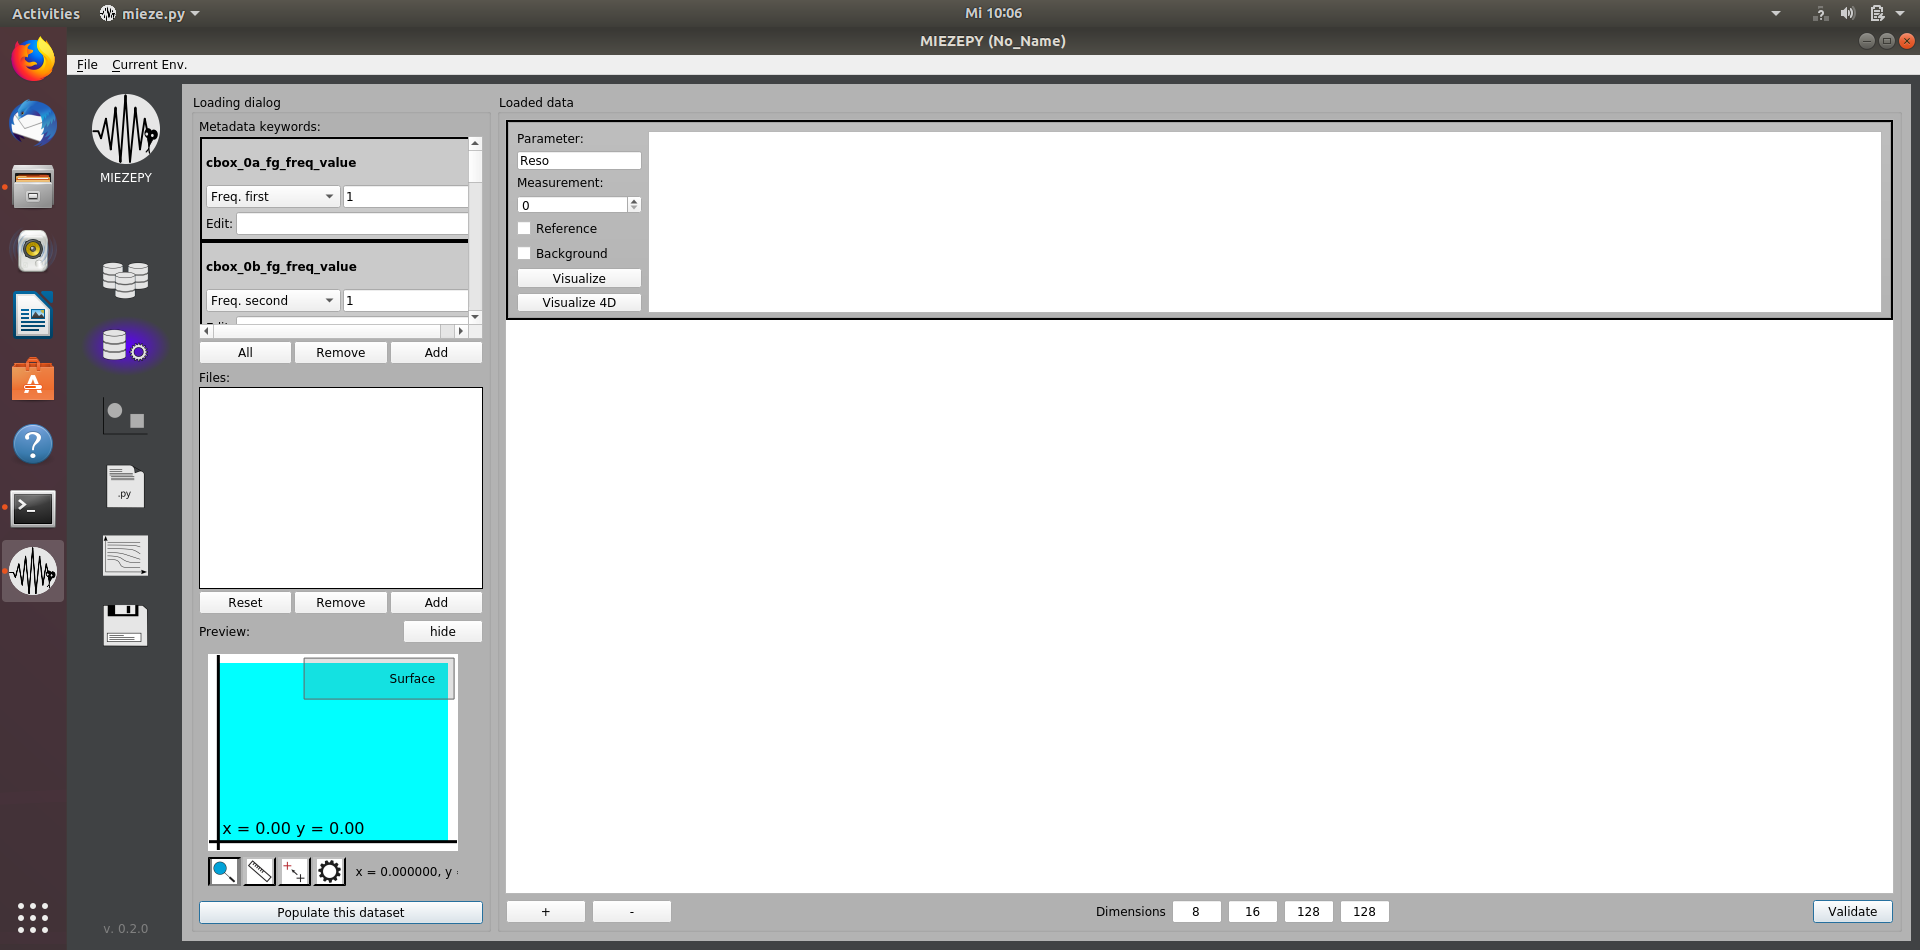 Activities
mieze.py
Mi 10:06
MIEZEPY (No_Name)
File
Current Env.
MIEZEPY
.py
v. 0.2.0
Loading dialog
Metadata keywords:
cbox_0a_fg_freq_value
Freq. first
1
Edit:
cbox_0b_fg_freq_value
Freq. second
1
All
Remove
Add
Files:
Reset
Remove
Add
Preview:
hide
Surface
x = 0.00 y = 0.00
x = 0.000000, y
Populate this dataset
Loaded data
Parameter:
Reso
Measurement:
0
Reference
Background
Visualize
Visualize 4D
+
-
Dimensions
8
16
128
128
Validate